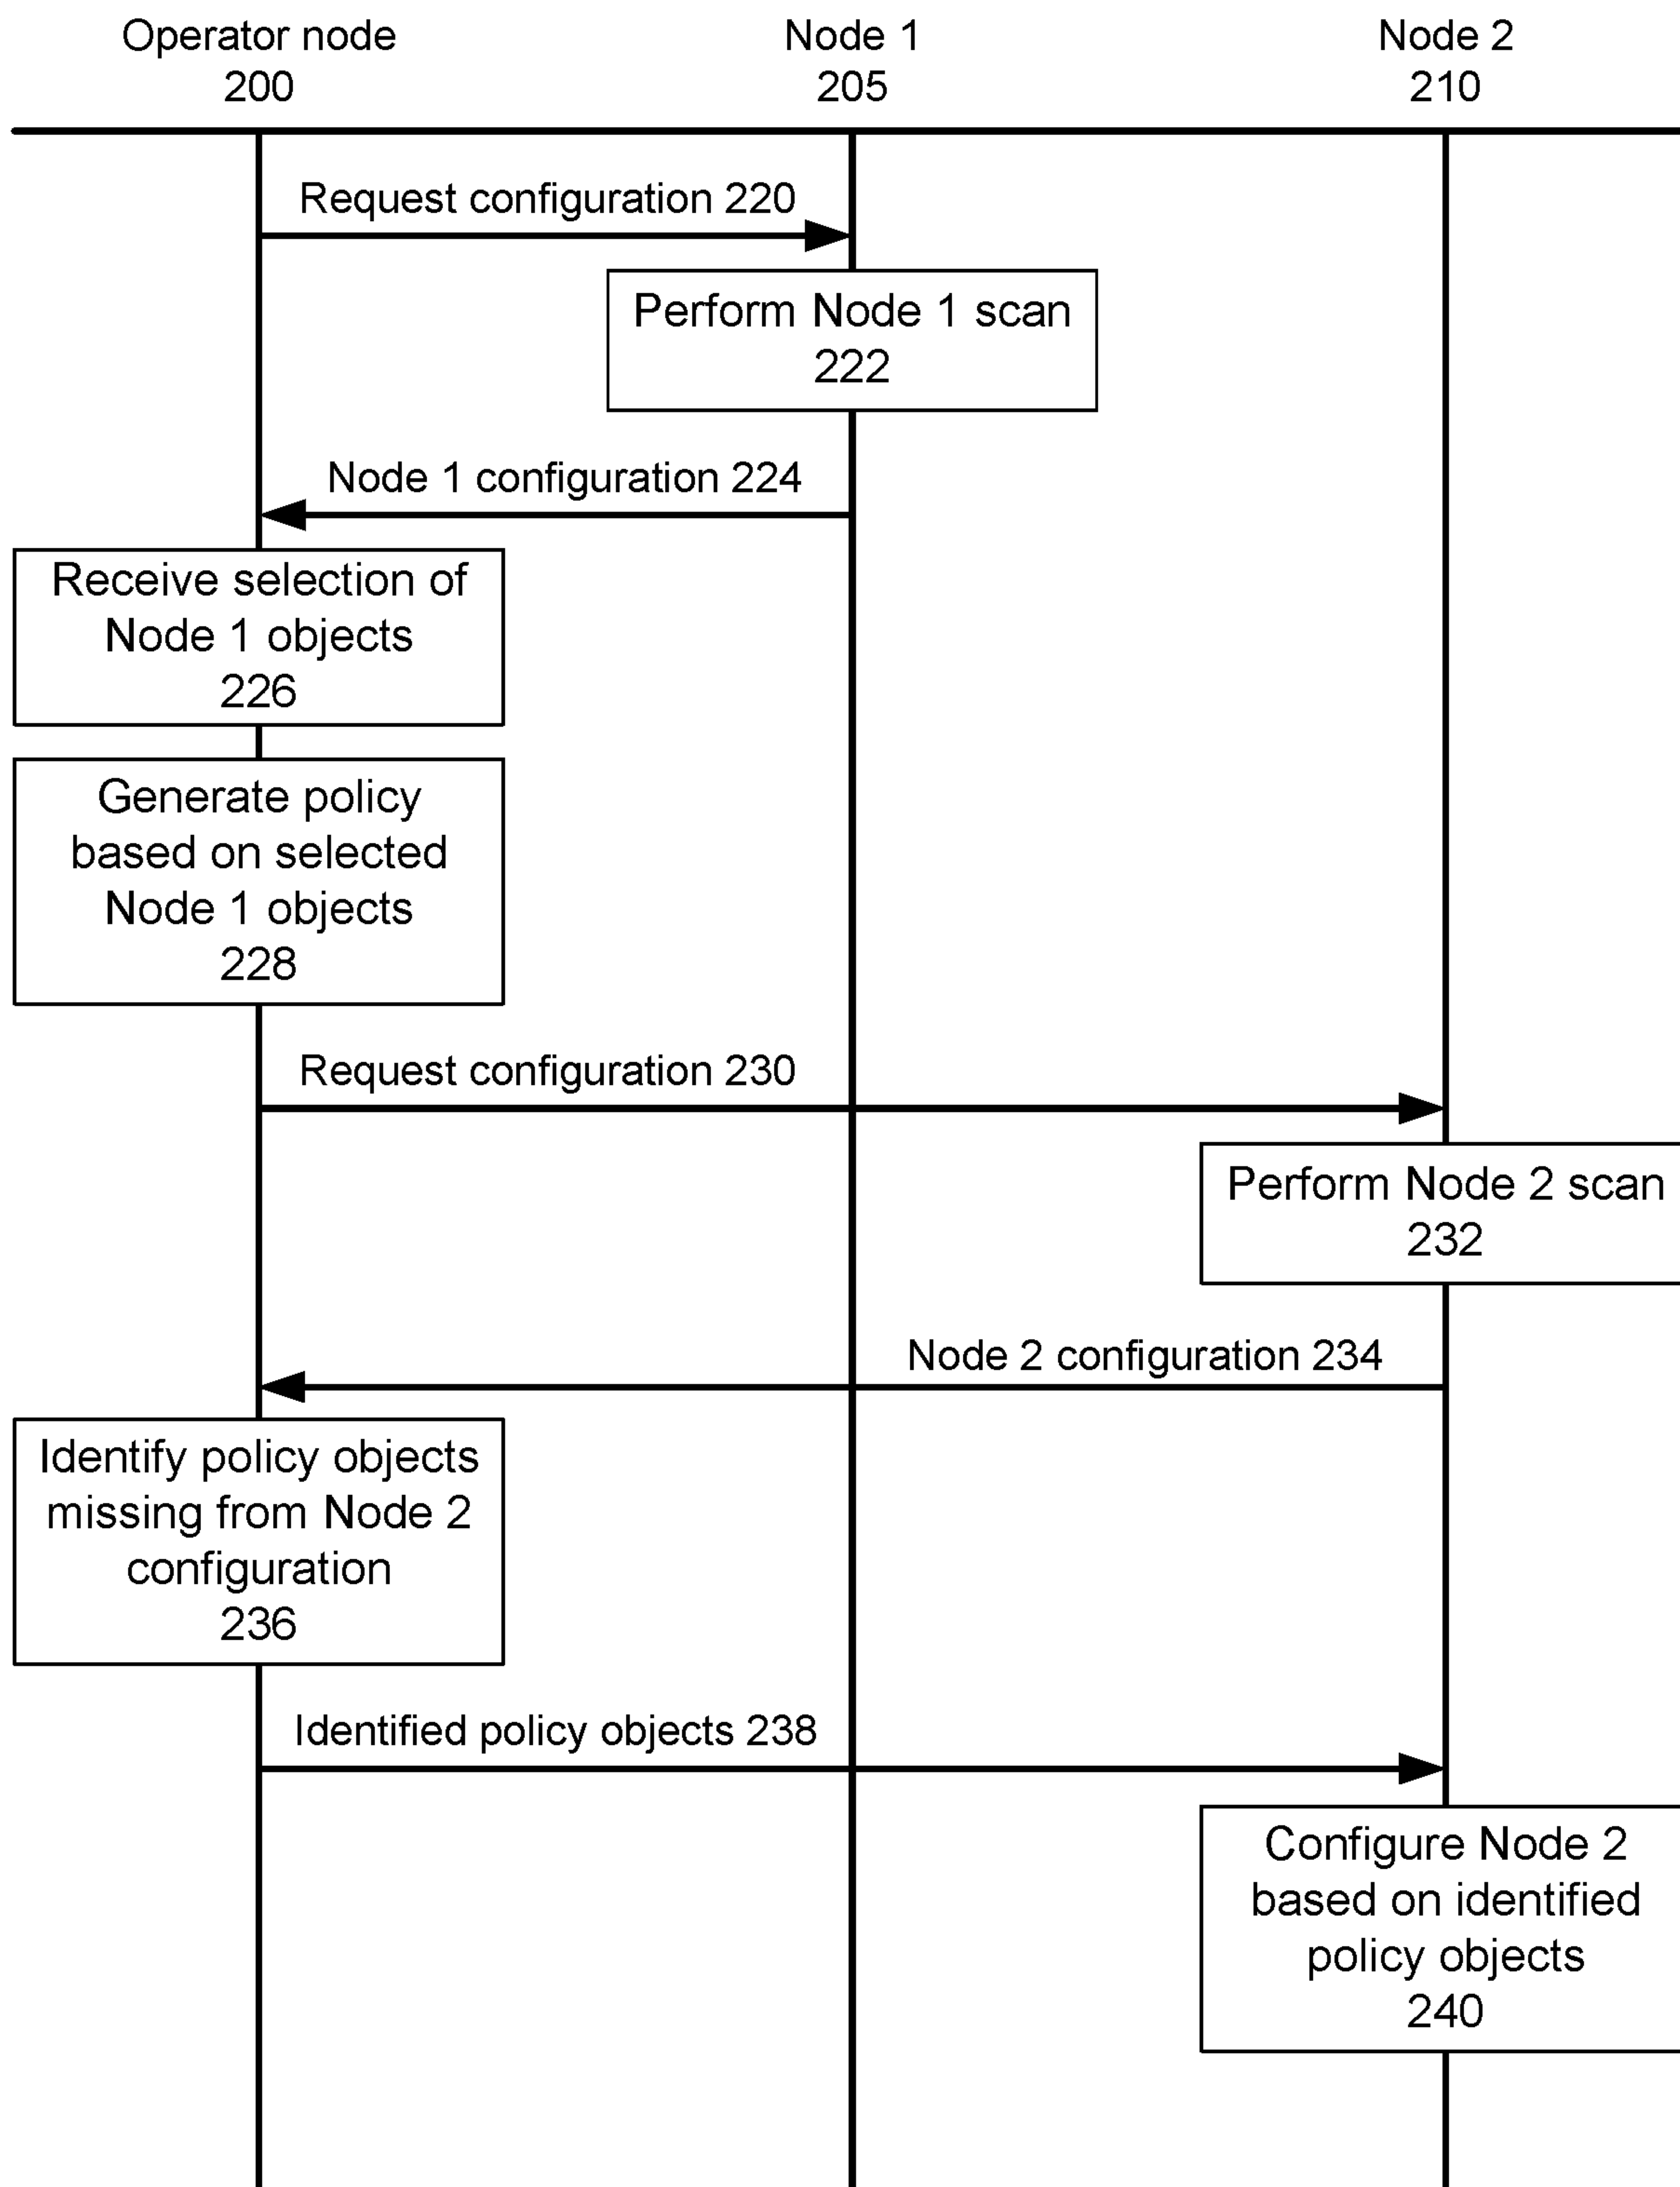 Operator node
200
Node 1
205
Node 2
210
Request configuration 220
Perform Node 1 scan
222
Node 1 configuration 224
Receive selection of
Node 1 objects
226
Generate policy
based on selected
Node 1 objects
228
Request configuration 230
Perform Node 2 scan
232
Node 2 configuration 234
Identify policy objects
missing from Node 2
configuration
236
Identified policy objects 238
Configure Node 2
based on identified
policy objects
240